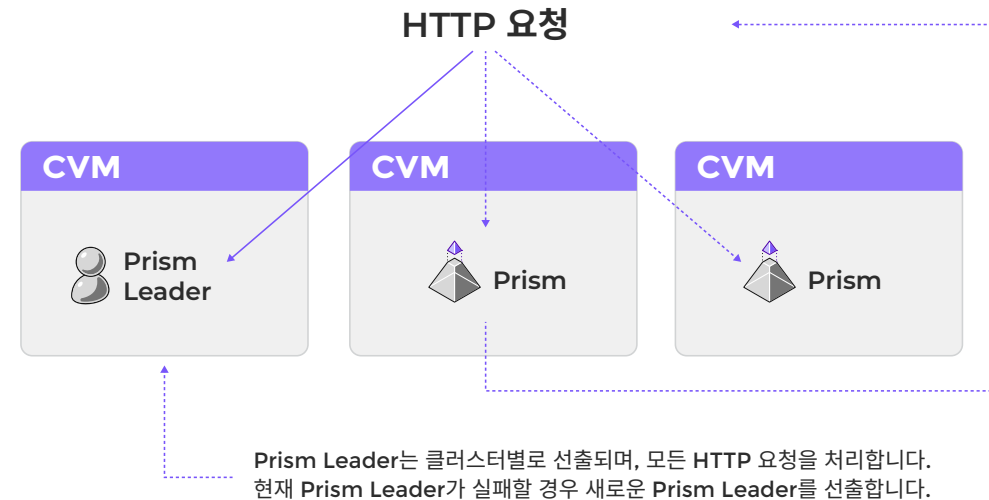 HTTP 요청
CVM
Prism
Leader
CVM
Prism
CVM
Prism
Prism Leader는 클러스터별로 선출되며, 모든 HTTP 요청을 처리합니다.
현재 Prism Leader가 실패할 경우 새로운 Prism Leader를 선출합니다.